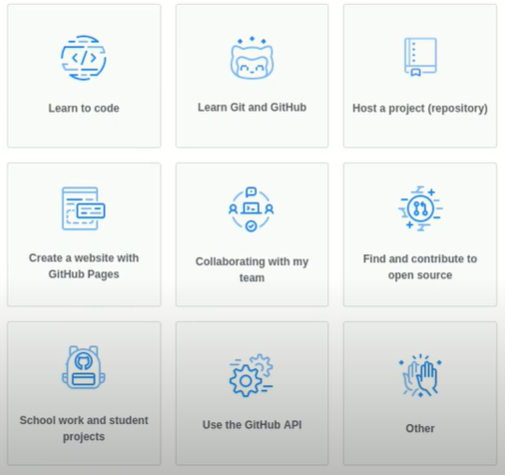 Learn to code
Learn Git and GitHub
Host a project (repository)
Create a website with
GitHub Pages
Collaborating with my
team
Find and contribute to
open source
School work and student
projects
Use the GitHub API
Other